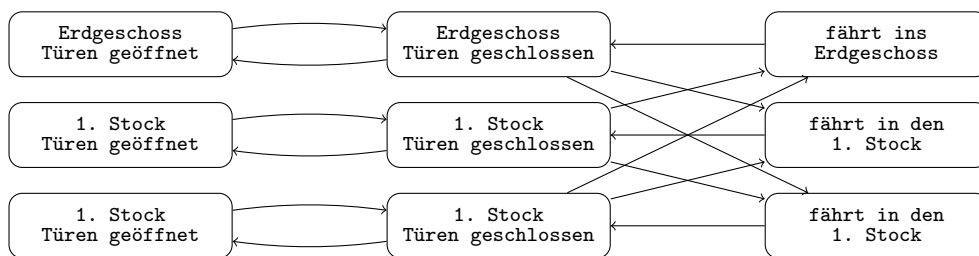 Erdgeschoss
Türen geöffnet
Erdgeschoss
Türen geschlossen
fährt ins
Erdgeschoss
1. Stock
Türen geöffnet
1. Stock
Türen geschlossen
fährt in den
1. Stock
1. Stock
Türen geöffnet
1. Stock
Türen geschlossen
fährt in den
1. Stock